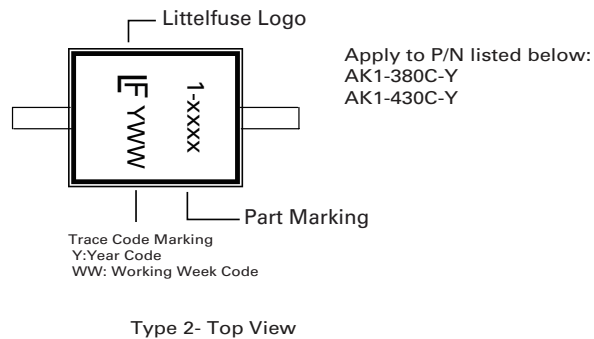 Littelfuse Logo
Apply to P/N listed below:
AK1-380C-Y
AK1-430C-Y
LF YWW
1-xxxx
Part Marking
Trace Code Marking
Y:Year Code
WW: Working Week Code
Type 2- Top View